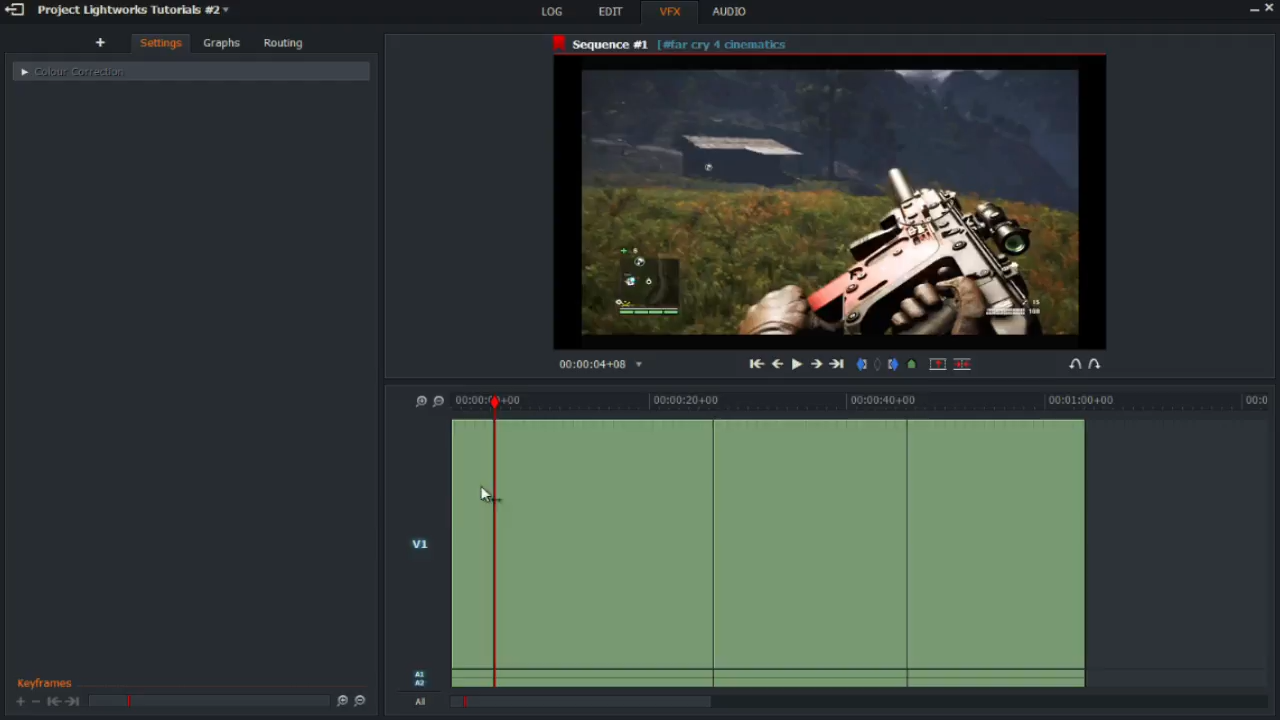 Project Lightworks Tutorials #2
LOG EDIT VFX AUDIO
+ Settings Graphs Routing
Colour Correction
Sequence #1 [#far cry 4 cinematics
00:00:04+08
00:00:20+00 00:00:40+00 00:01:00+00
V1
A1
A2
All
Keyframes